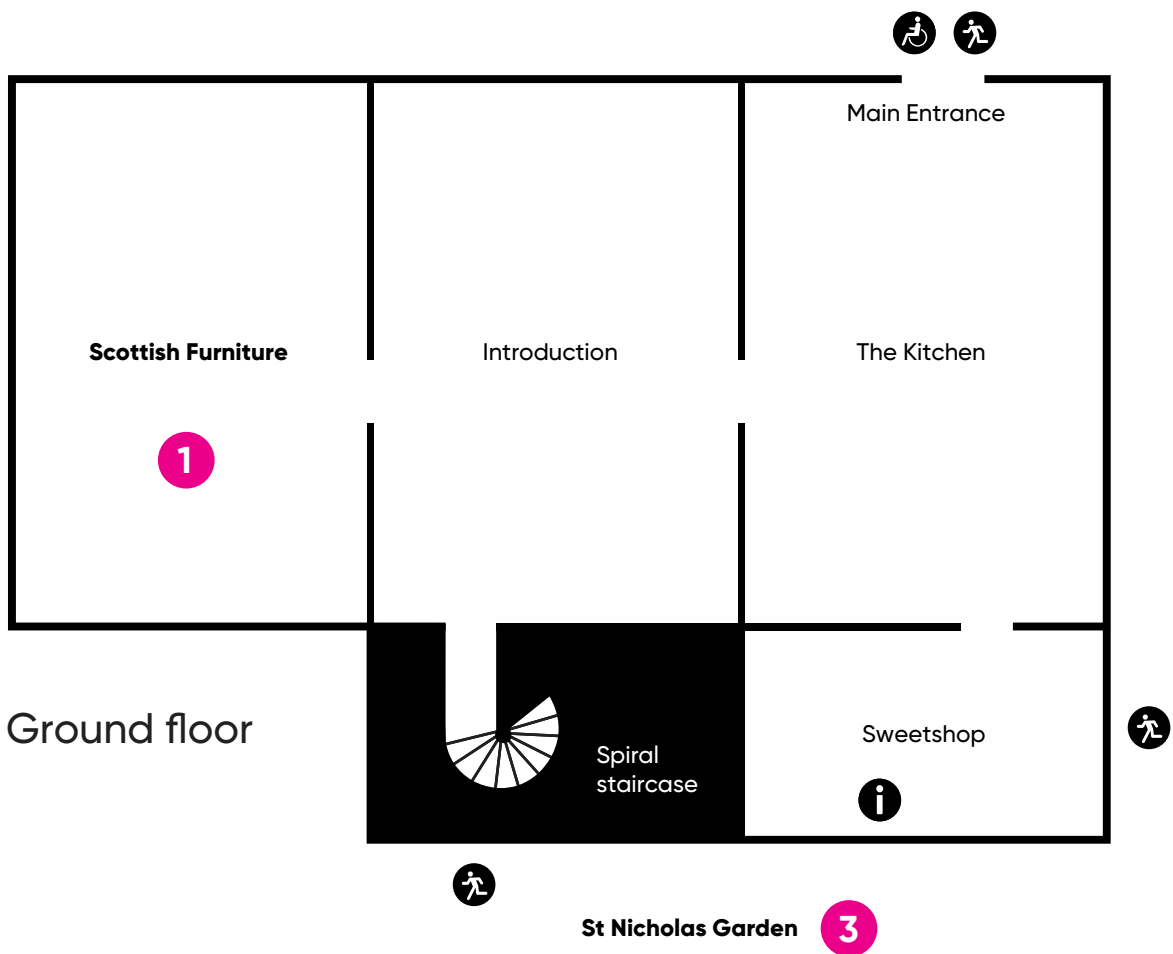 Main Entrance
Scottish Furniture
Introduction
The Kitchen
1
Ground floor
Spiral
staircase
Sweetshop
i
St Nicholas Garden
3